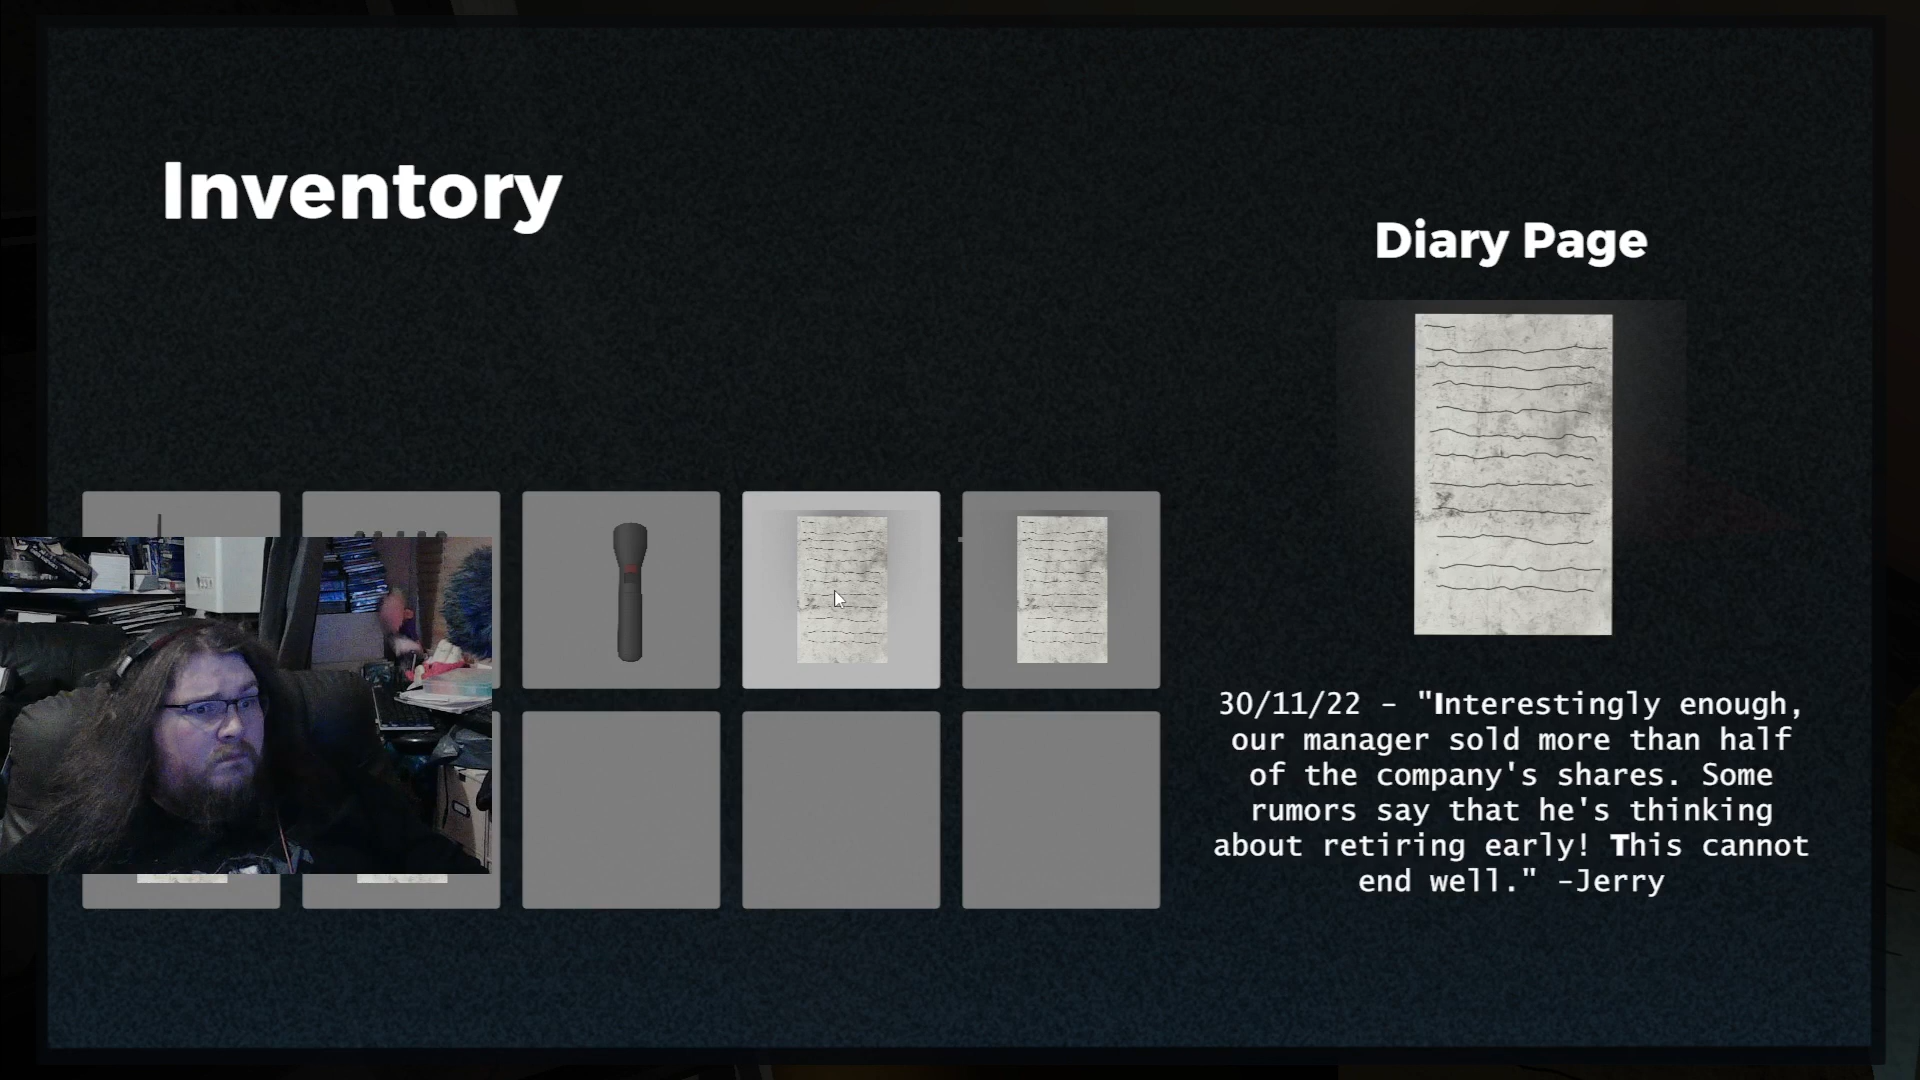 Inventory
Diary Page
30/11/22 - "Interestingly enough,
our manager sold more than half
of the company's shares. Some
rumors say that he's thinking
about retiring early! This cannot
end well." -Jerry